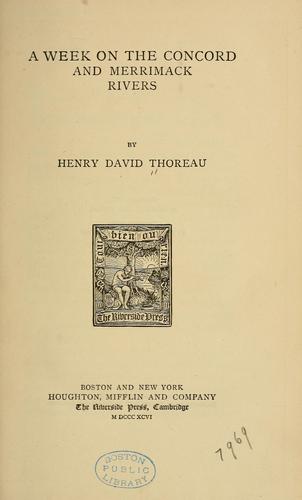 A WEEK ON THE CONCORD
AND MERRIMACK
RIVERS
BY
HENRY DAVID THOREAU
Tout bien ou rien
The Riverside Press
BOSTON AND NEW YORK
HOUGHTON, MIFFLIN AND COMPANY
The Riverside Press, Cambridge
M DCCC XCVI
BOSTON
PUBLIC
LIBRARY
7969